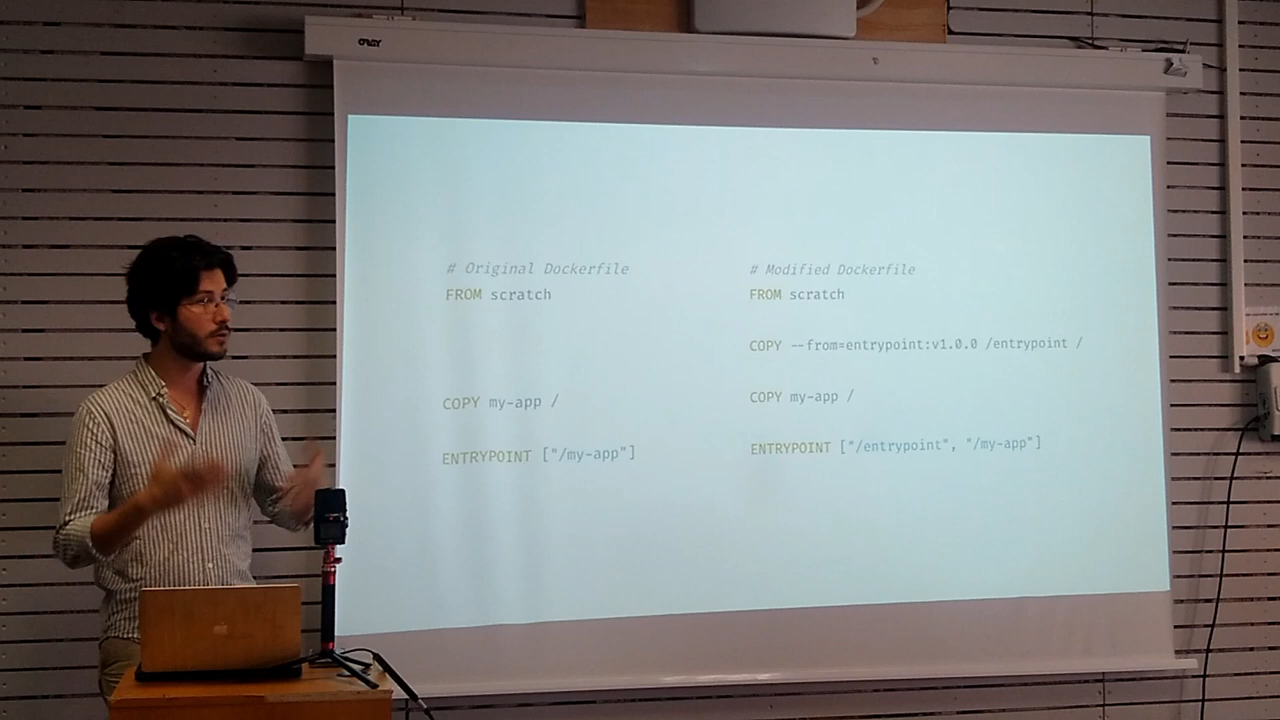 ORAY
# Original Dockerfile
FROM scratch
COPY my-app /
ENTRYPOINT ["/my-app"]
# Modified Dockerfile
FROM scratch
COPY --from=entrypoint:v1.0.0 /entrypoint /
COPY my-app /
ENTRYPOINT ["/entrypoint", "/my-app"]